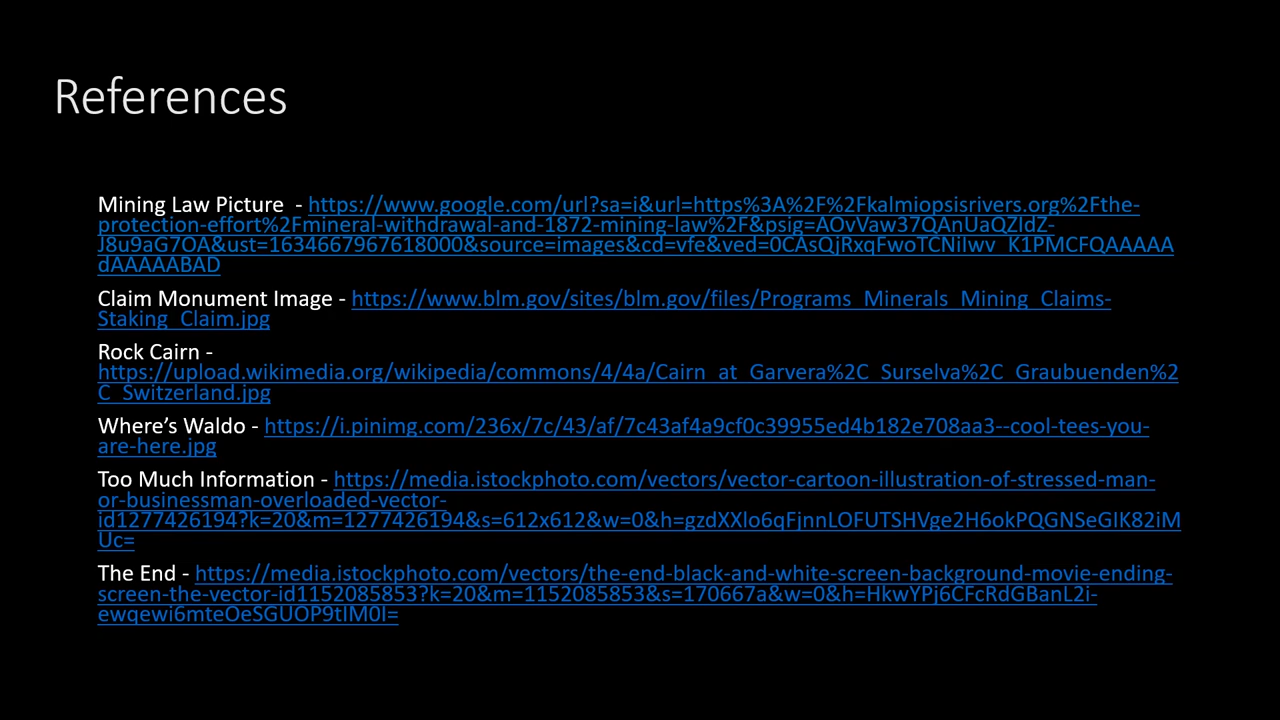 References
Mining Law Picture - https://www.google.com/url?sa=i&url=https%3A%2F%2Fkalmiopsisrivers.org%2Fthe-
protection-effort%2Fmineral-withdrawal-and-1872-mining-law%2F&psig=AOvVaw37QAnUaQZIdZ-
J8u9aG7OA&ust=1634667967618000&source=images&cd=vfe&ved=0CAsQjRxqFwoTCNiIwv_K1PMCFQAAAAA
dAAAAABAD
Claim Monument Image - https://www.blm.gov/sites/blm.gov/files/Programs_Minerals_Mining_Claims-
Staking_Claim.jpg
Rock Cairn -
https://upload.wikimedia.org/wikipedia/commons/4/4a/Cairn_at_Garvera%2C_Surselva%2C_Graubuenden%2
C_Switzerland.jpg
Where's Waldo - https://i.pinimg.com/236x/7c/43/af/7c43af4a9cf0c39955ed4b182e708aa3--cool-tees-you-
are-here.jpg
Too Much Information - https://media.istockphoto.com/vectors/vector-cartoon-illustration-of-stressed-man-
or-businessman-overloaded-vector-
id1277426194?k=20&m=1277426194&s=612x612&w=0&h=gzdXXlo6qFjnnLOFUTSHVge2H6okPQGNSeGIK82iM
Uc=
The End - https://media.istockphoto.com/vectors/the-end-black-and-white-screen-background-movie-ending-
screen-the-vector-id1152085853?k=20&m=1152085853&s=170667a&w=0&h=HkwYPj6CFcRdGBanL2i-
ewqewi6mteOeSGUOP9tIM0I=